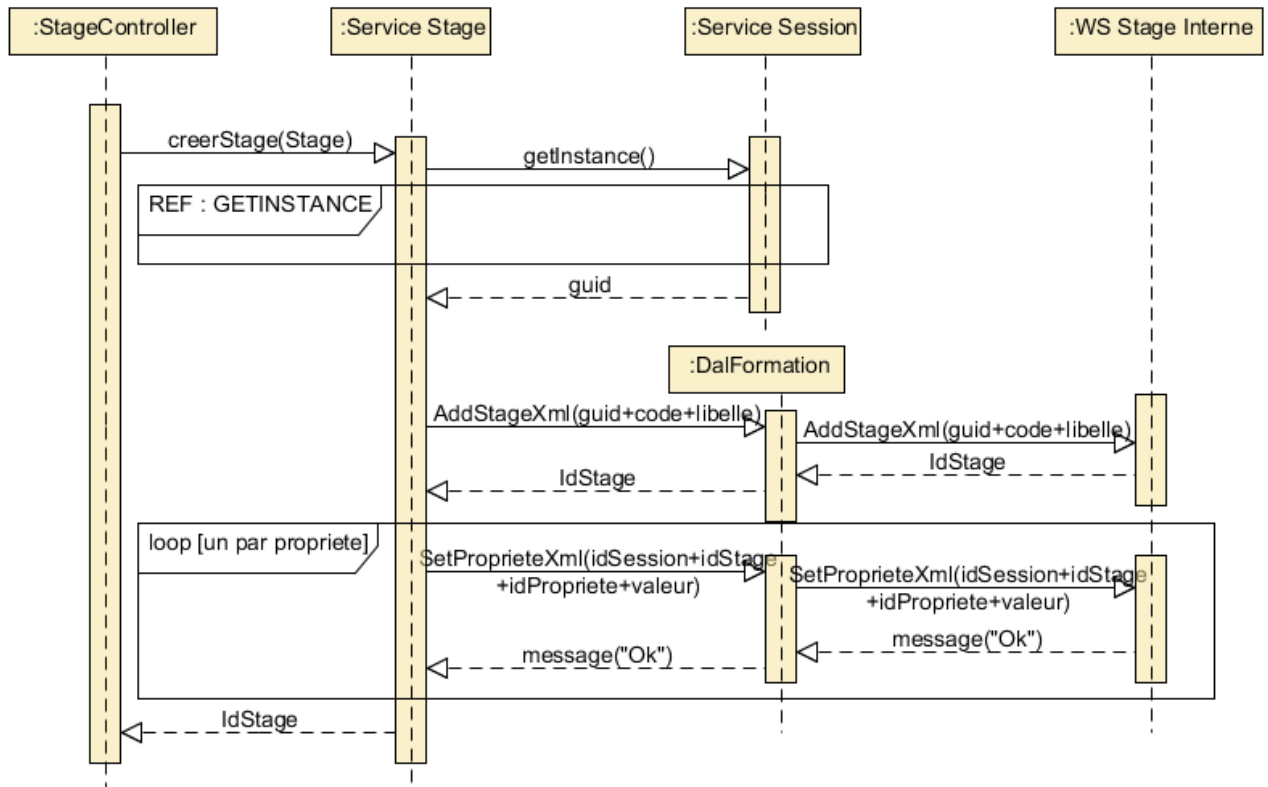 :StageController
:Service Stage
:Service Session
:WS Stage Interne
creerStage(Stage)
getInstance()
REF : GETINSTANCE
guid
:DalFormation
AddStageXml(guid+code+libelle)
AddStageXml(guid+code+libelle)
IdStage
IdStage
loop [un par propriete]
SetProprieteXml(idSession+idStage
+idPropriete+valeur)
SetProprieteXml(idSession+idStage
+idPropriete+valeur)
message("Ok")
message("Ok")
IdStage